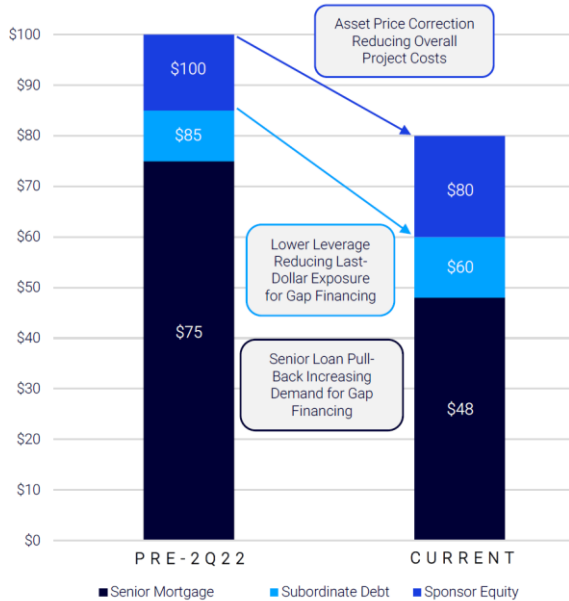 $100
$90
$80
$70
$60
$50
$40
$30
$20
$10
$0
$100
$85
$75
$80
$60
$48
Asset Price Correction
Reducing Overall
Project Costs
Lower Leverage
Reducing Last-
Dollar Exposure
for Gap Financing
Senior Loan Pull-
Back Increasing
Demand for Gap
Financing
PRE-2Q22
CURRENT
Senior Mortgage
Subordinate Debt
Sponsor Equity